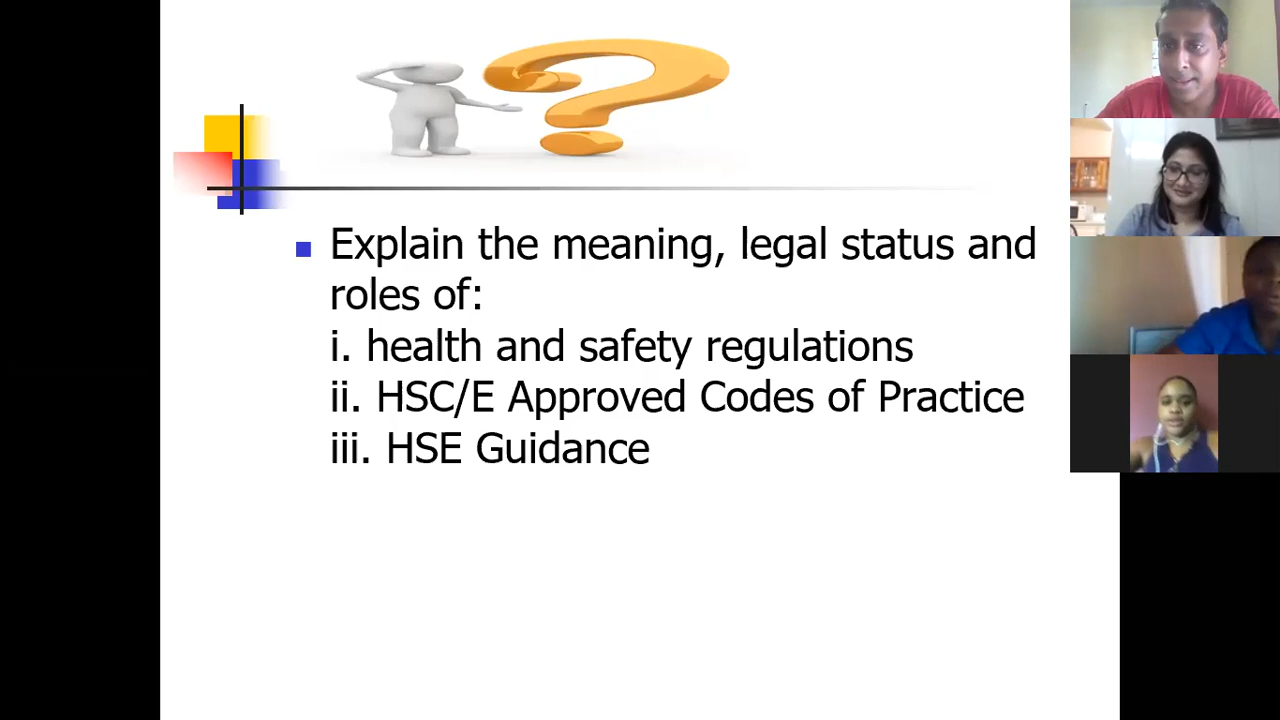 Explain the meaning, legal status and
roles of:
i. health and safety regulations
ii. HSC/E Approved Codes of Practice
iii. HSE Guidance